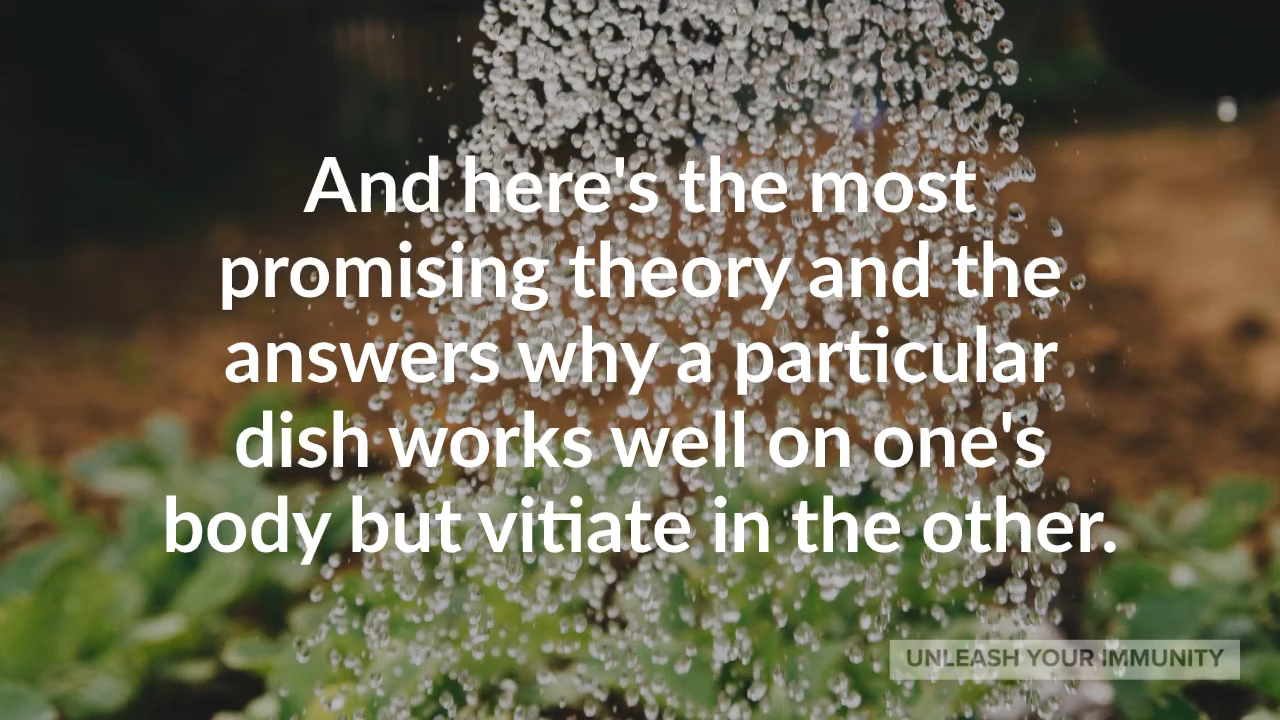 And here's the most
promising theory and the
answers why a particular
dish works well on one's
body but vitiate in the other.
UNLEASH YOUR IMMUNITY